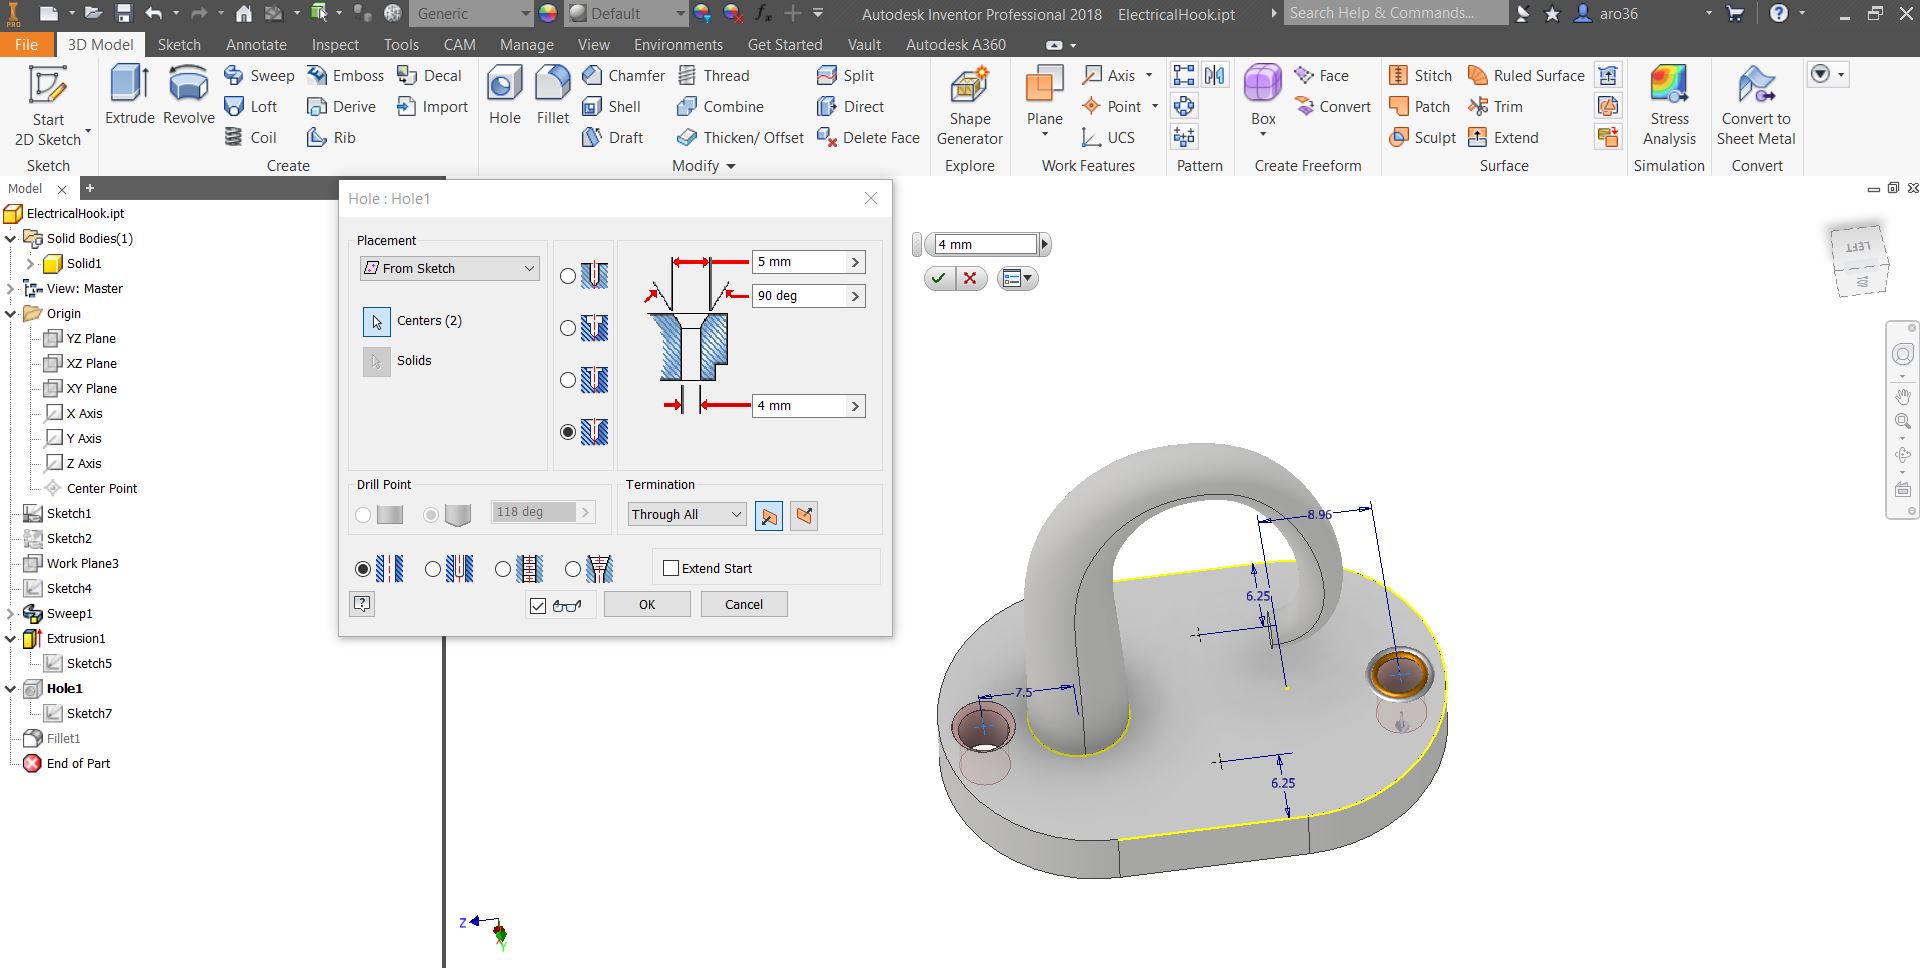 PRO
Generic
Default
Autodesk Inventor Professional 2018 ElectricalHook.ipt
Search Help & Commands...
aro36
File
3D Model
Sketch
Annotate
Inspect
Tools
CAM
Manage
View
Environments
Get Started
Vault
Autodesk A360
Start
2D Sketch
Sketch
Extrude
Revolve
Sweep
Loft
Coil
Emboss
Derive
Rib
Decal
Import
Create
Hole
Fillet
Chamfer
Shell
Draft
Thread
Combine
Thicken/ Offset
Split
Direct
Delete Face
Modify
Shape
Generator
Explore
Plane
Axis
Point
UCS
Work Features
Pattern
Box
Face
Convert
Create Freeform
Stitch
Patch
Sculpt
Ruled Surface
Trim
Extend
Surface
Stress
Analysis
Simulation
Convert to
Sheet Metal
Convert
Model
ElectricalHook.ipt
Solid Bodies(1)
Solid1
View: Master
Origin
YZ Plane
XZ Plane
XY Plane
X Axis
Y Axis
Z Axis
Center Point
Sketch1
Sketch2
Work Plane3
Sketch4
Sweep1
Extrusion1
Sketch5
Hole1
Sketch7
Fillet1
End of Part
Hole : Hole1
Placement
From Sketch
Centers (2)
Solids
5 mm
90 deg
4 mm
Drill Point
118 deg
Termination
Through All
Extend Start
OK
Cancel
4 mm
LEFT
8.96
6.25
7.5
6.25
Z
Y